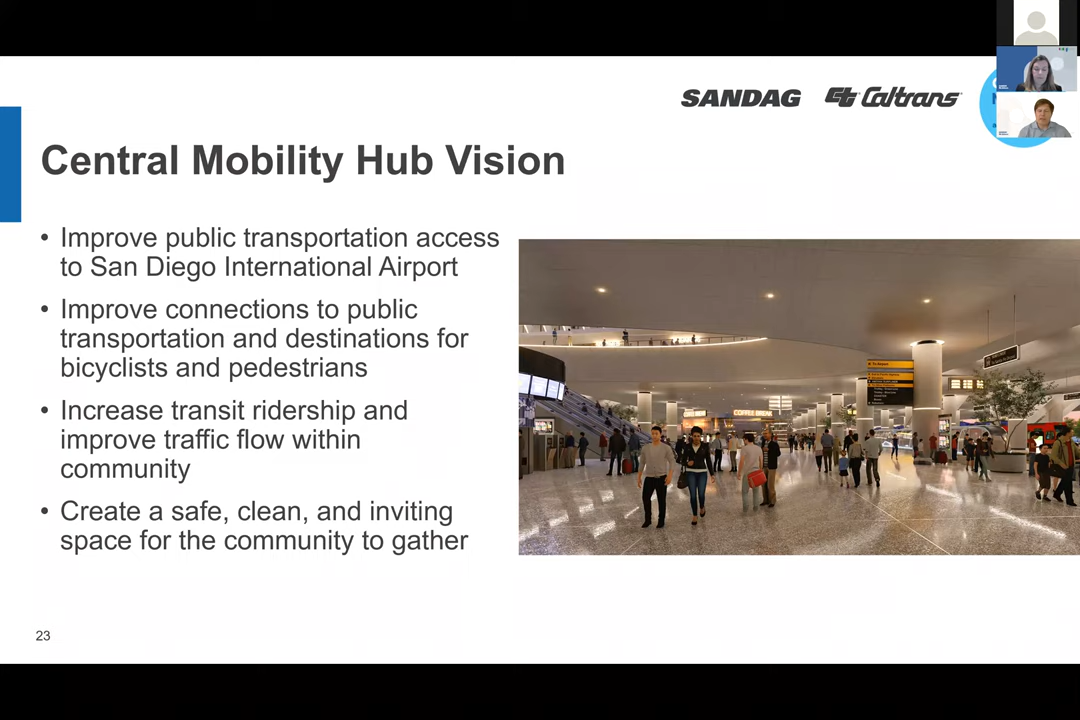 SANDAG
Caltrans
Central Mobility Hub Vision
• Improve public transportation access
to San Diego International Airport
• Improve connections to public
transportation and destinations for
bicyclists and pedestrians
• Increase transit ridership and
improve traffic flow within
community
• Create a safe, clean, and inviting
space for the community to gather
COFFEE BREAK
23